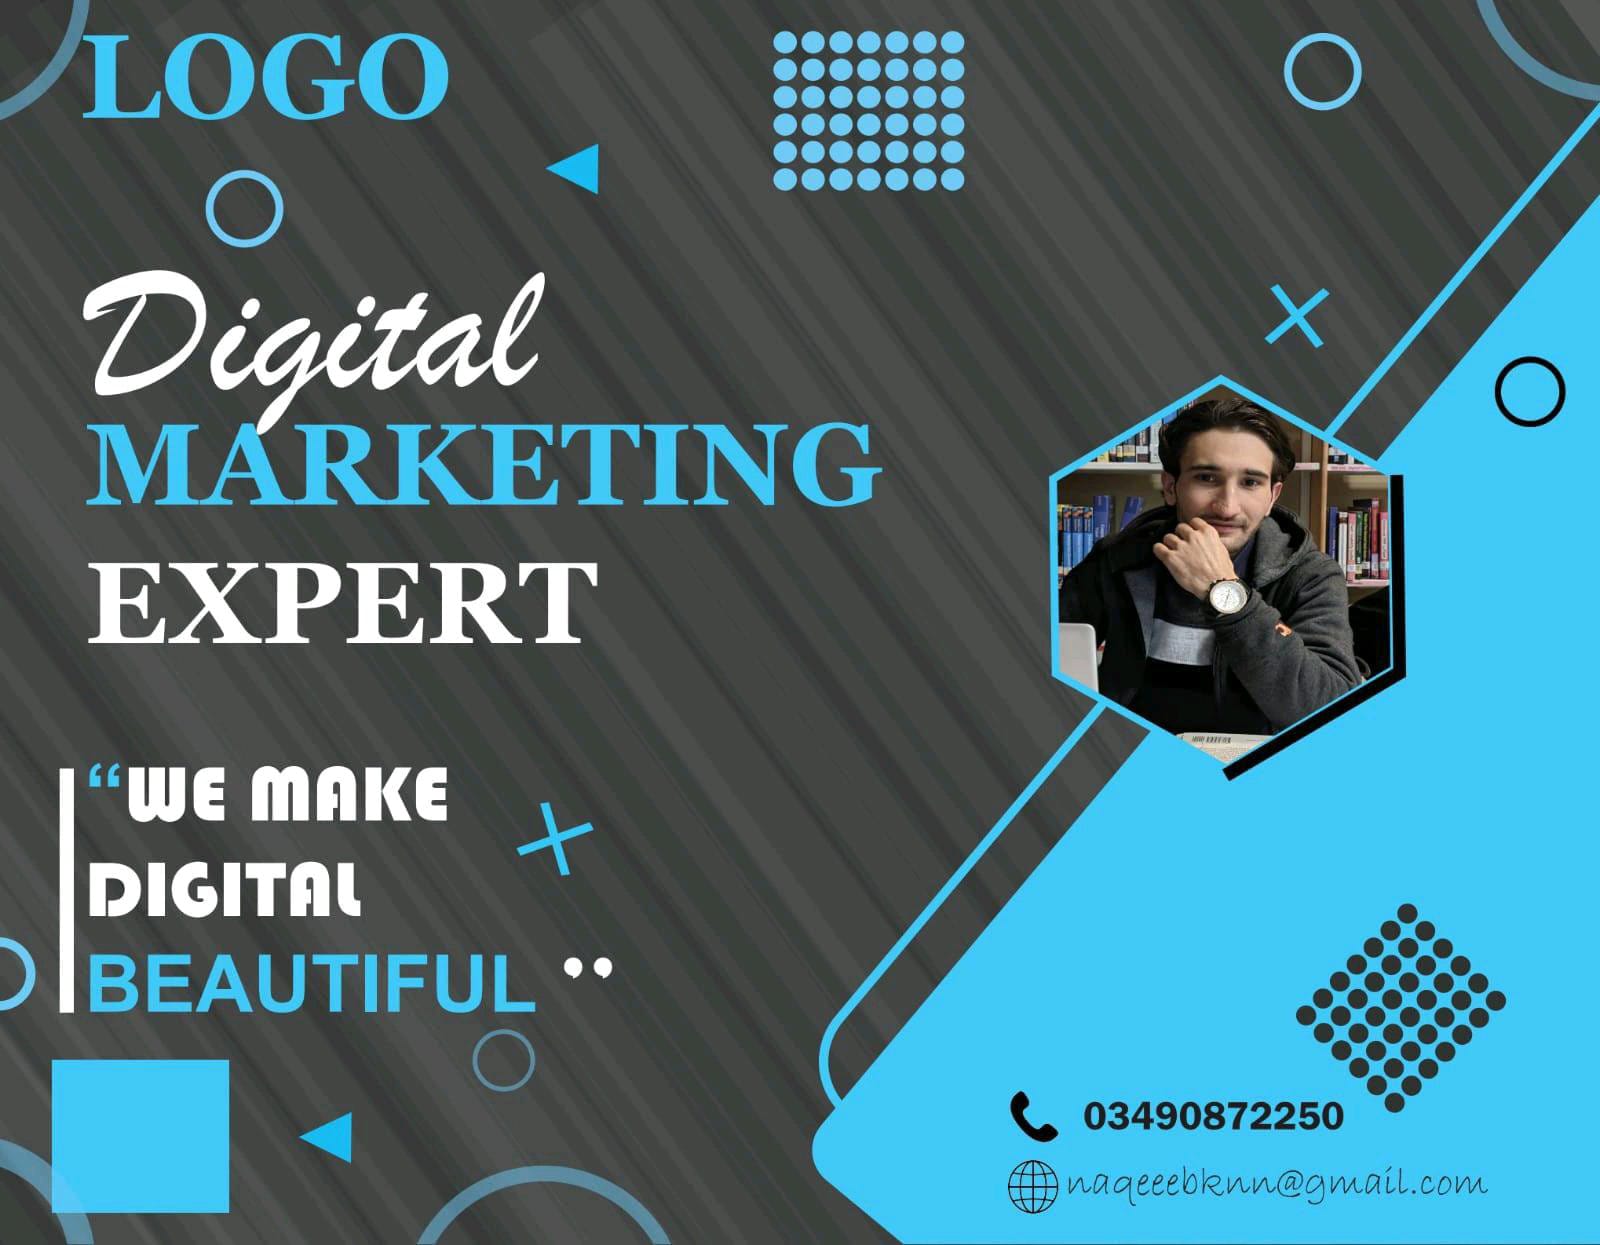 LOGO
Digital
MARKETING
EXPERT
“WE MAKE
DIGITAL
BEAUTIFUL ”
03490872250
naqeeebknn@gmail.com